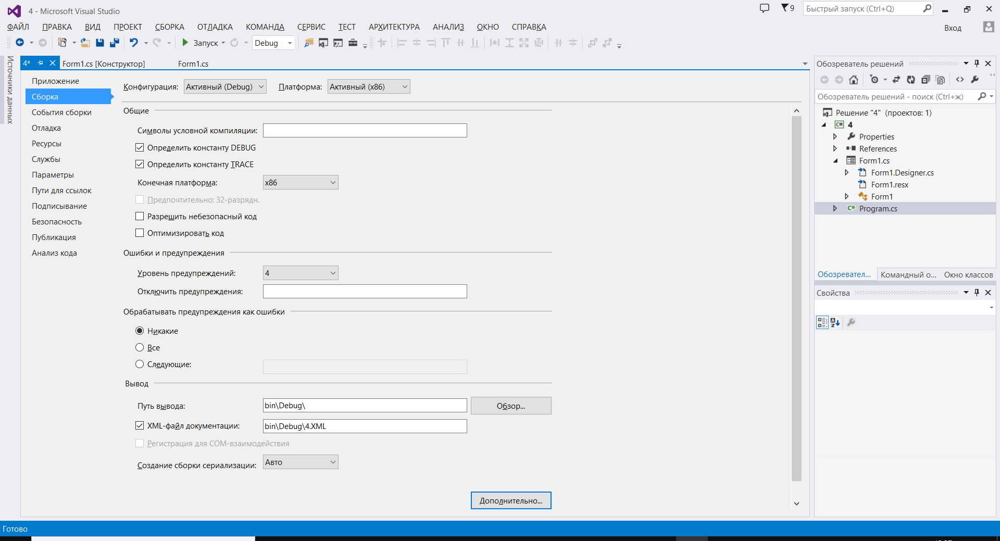 4 - Microsoft Visual Studio
9
Быстрый запуск (Ctrl+Q)
ФАЙЛ ПРАВКА ВИД ПРОЕКТ СБОРКА ОТЛАДКА КОМАНДА СЕРВИС ТЕСТ АРХИТЕКТУРА АНАЛИЗ ОКНО СПРАВКА
Вход
Запуск
Debug
Источники данных
4*
Form1.cs [Конструктор]
Form1.cs
Приложение
Сборка
События сборки
Отладка
Ресурсы
Службы
Параметры
Пути для ссылок
Подписывание
Безопасность
Публикация
Анализ кода
Конфигурация: Активный (Debug) Платформа: Активный (x86)
Общие
Символы условной компиляции:
Определить константу DEBUG
Определить константу TRACE
Конечная платформа: x86
Предпочтительно: 32-разрядн.
Разрешить небезопасный код
Оптимизировать код
Ошибки и предупреждения
Уровень предупреждений: 4
Отключить предупреждения:
Обрабатывать предупреждения как ошибки
Никакие
Все
Следующие:
Вывод
Путь вывода: bin\Debug\ Обзор...
XML-файл документации: bin\Debug\4.XML
Регистрация для COM-взаимодействия
Создание сборки сериализации: Авто
Дополнительно...
Обозреватель решений
Обозреватель решений - поиск (Ctrl+ж)
Решение "4" (проектов: 1)
C# 4
Properties
References
Form1.cs
Form1.Designer.cs
Form1.resx
Form1
C# Program.cs
Обозревател... Командный о... Окно классов
Свойства
Готово